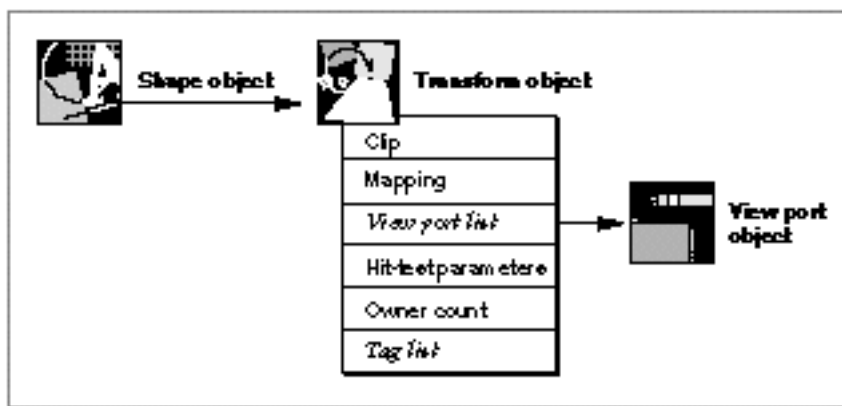 Shape object
Transform object
Clip
Mapping
View port list
Hit-test parameters
Owner count
Tag list
View port
object